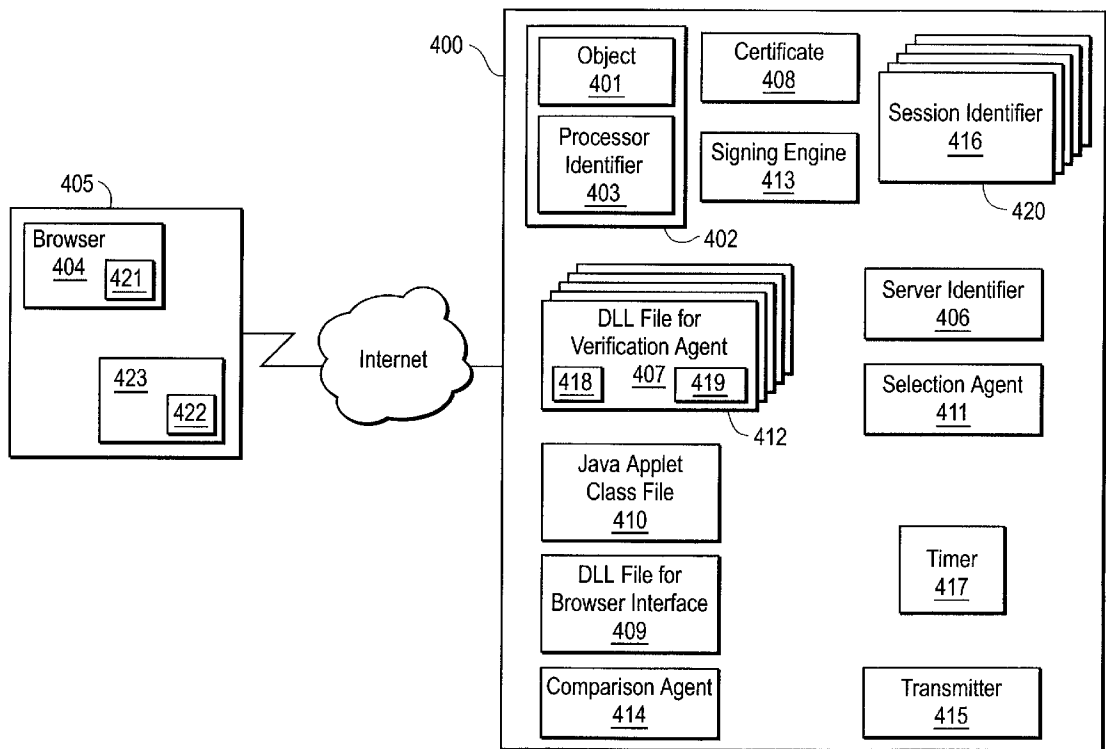 405
Browser
404
421
423
422
Internet
400
Object
401
Processor
Identifier
403
402
Certificate
408
Signing Engine
413
Session Identifier
416
420
DLL File for
Verification Agent
418
407
419
412
Server Identifier
406
Selection Agent
411
Java Applet
Class File
410
DLL File for
Browser Interface
409
Timer
417
Comparison Agent
414
Transmitter
415